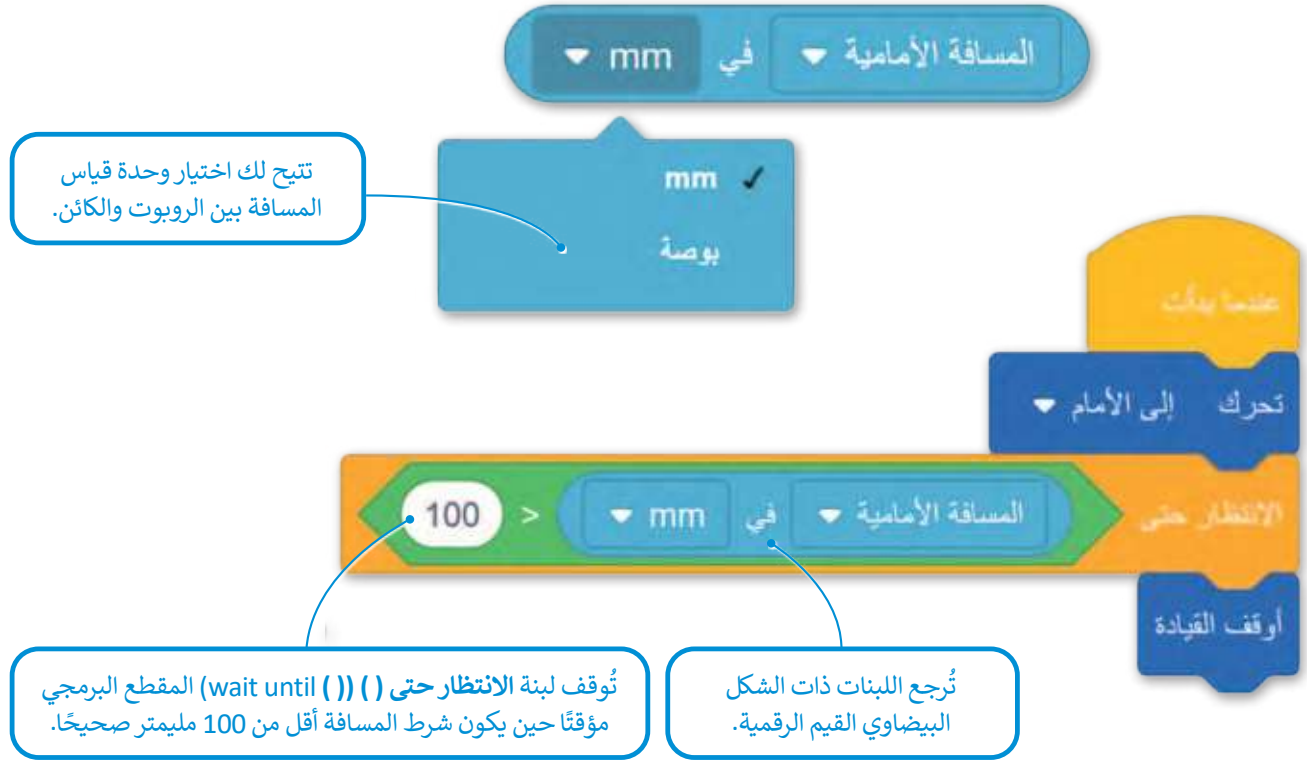 المسافة الأمامية في mm
mm ✓
بوصة
تتيح لك اختيار وحدة قياس
المسافة بين الروبوت والكائن.
عندما بدأت
تحرك إلى الأمام
الانتظار حتى المسافة الأمامية في mm > 100
أوقف القيادة
تُرجع اللبنات ذات الشكل
البيضاوي القيم الرقمية.
تُوقف لبنة الانتظار حتى ( ) (( ) wait until) المقطع البرمجي
مؤقتًا حين يكون شرط المسافة أقل من 100 مليمتر صحيحًا.